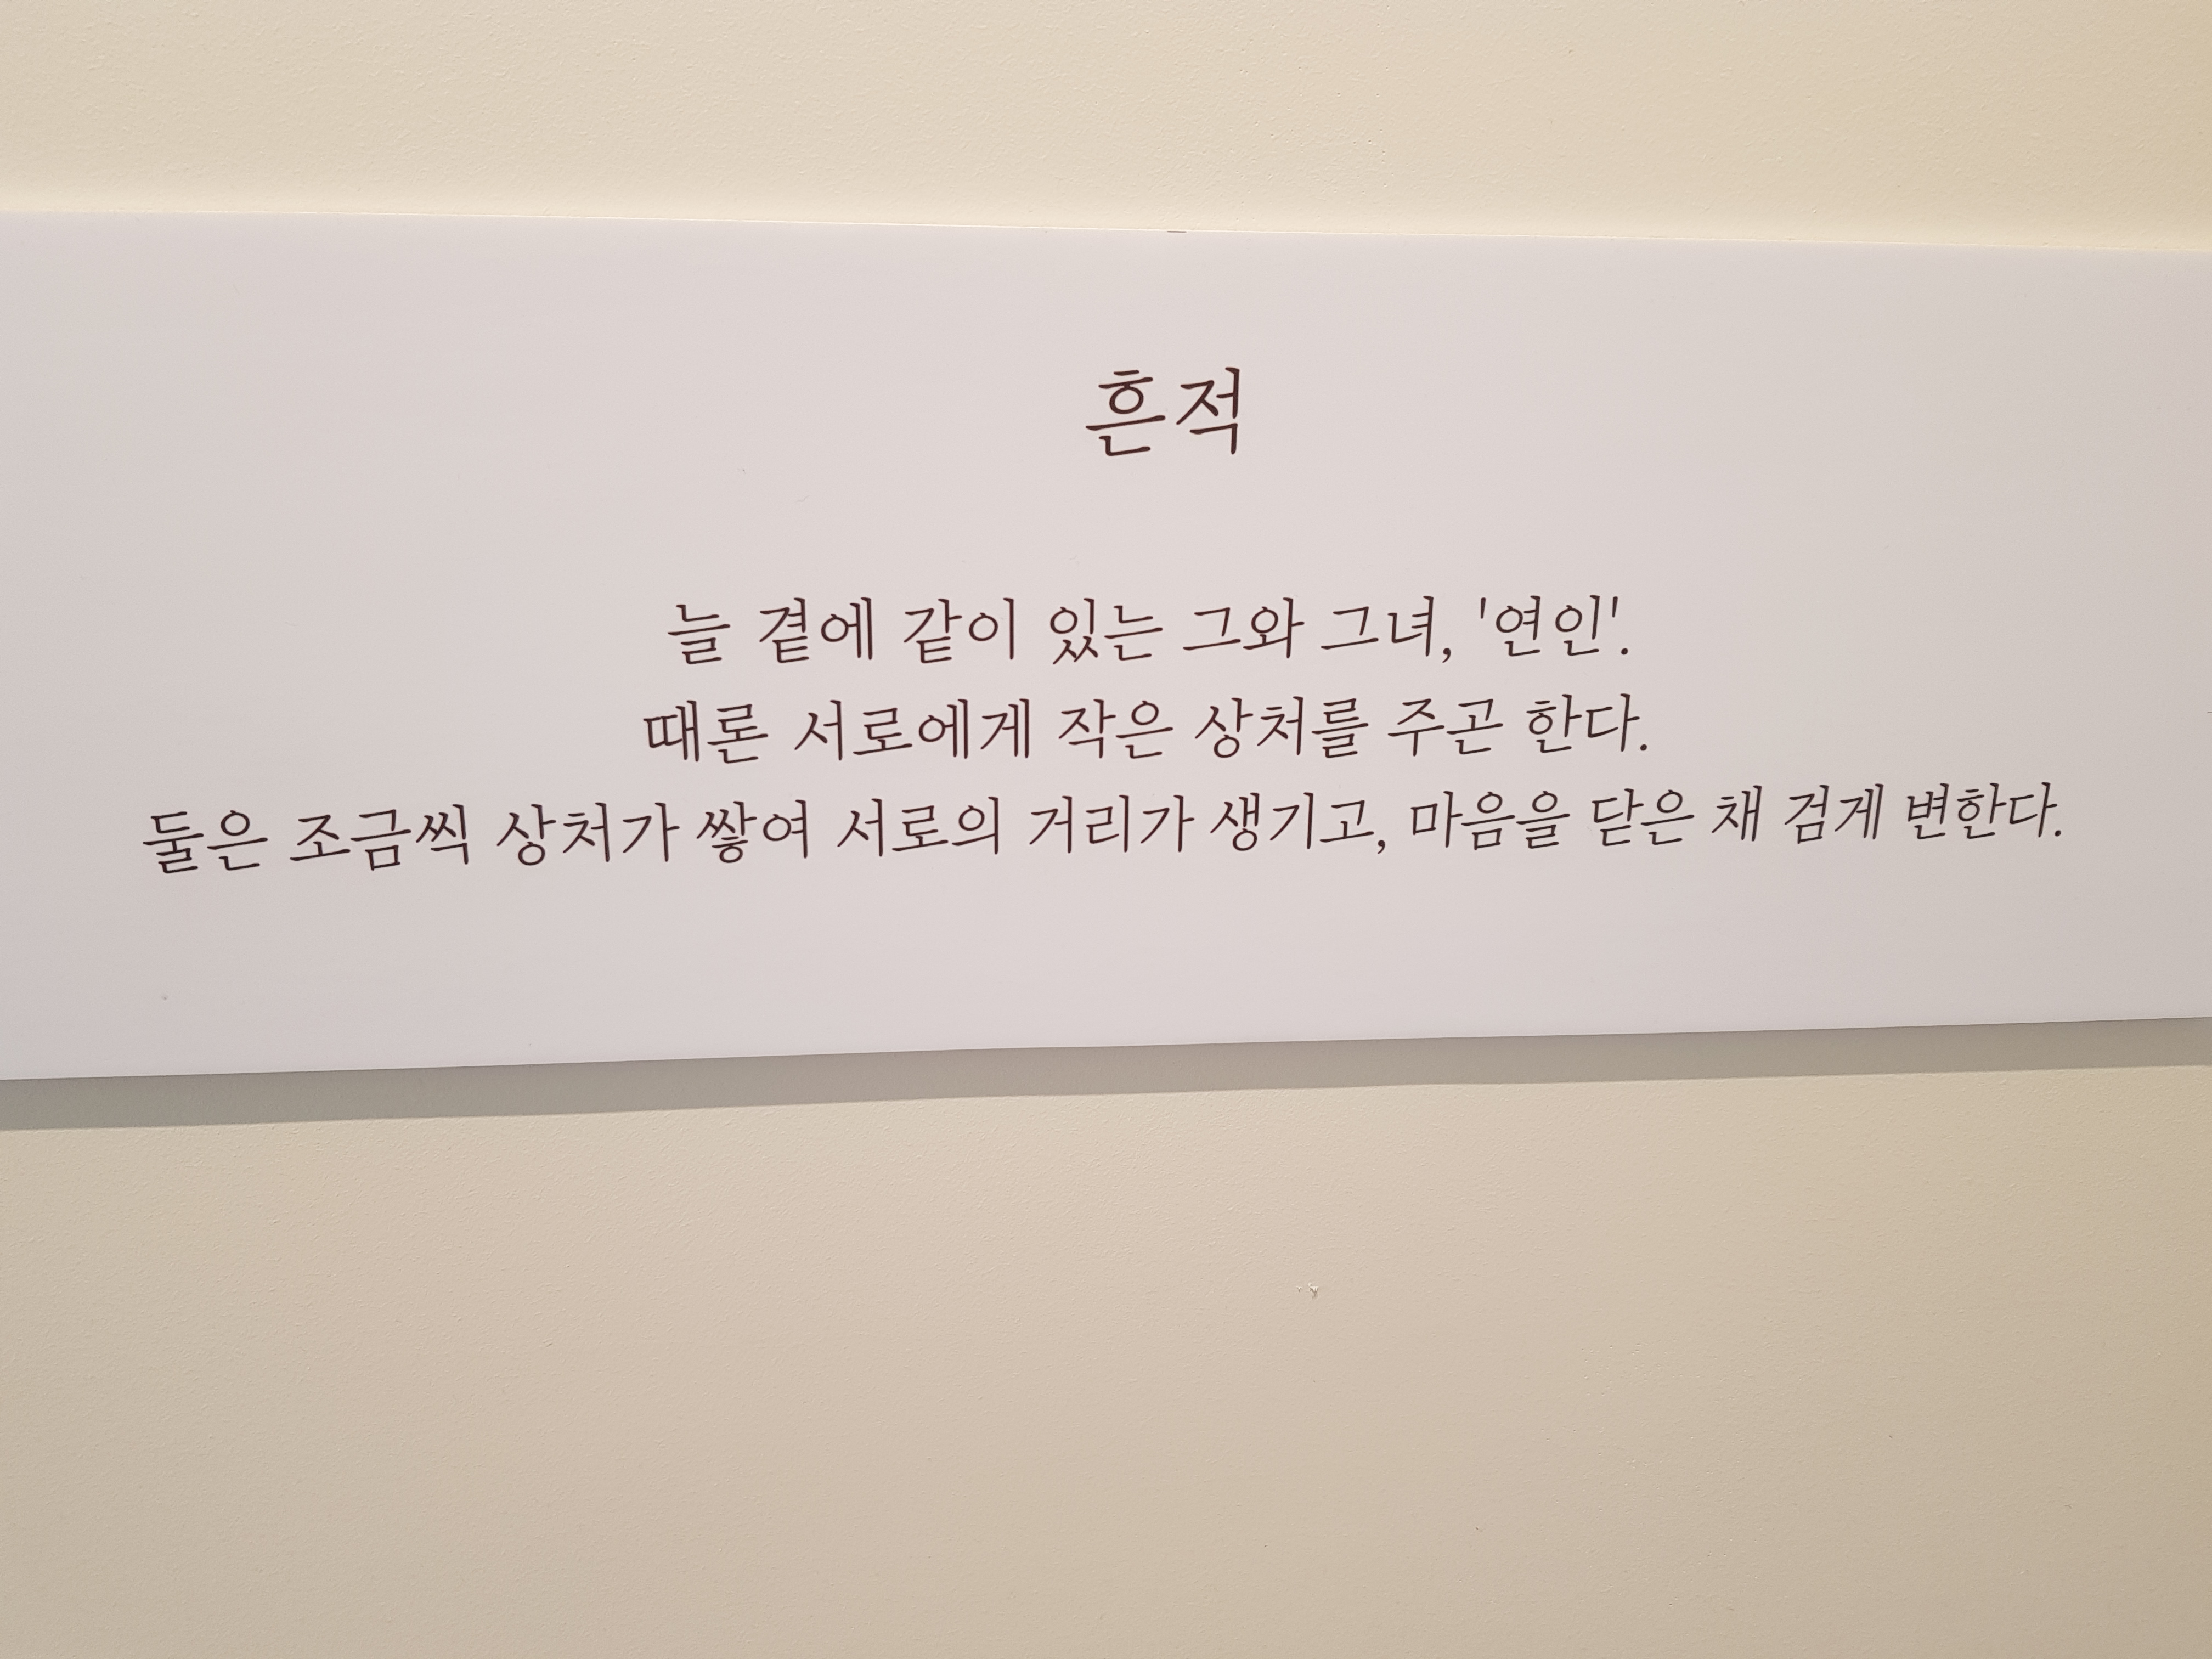 흔적
늘 곁에 같이 있는 그와 그녀, '연인'.
때론 서로에게 작은 상처를 주곤 한다.
둘은 조금씩 상처가 쌓여 서로의 거리가 생기고, 마음을 닫은 채 검게 변한다.